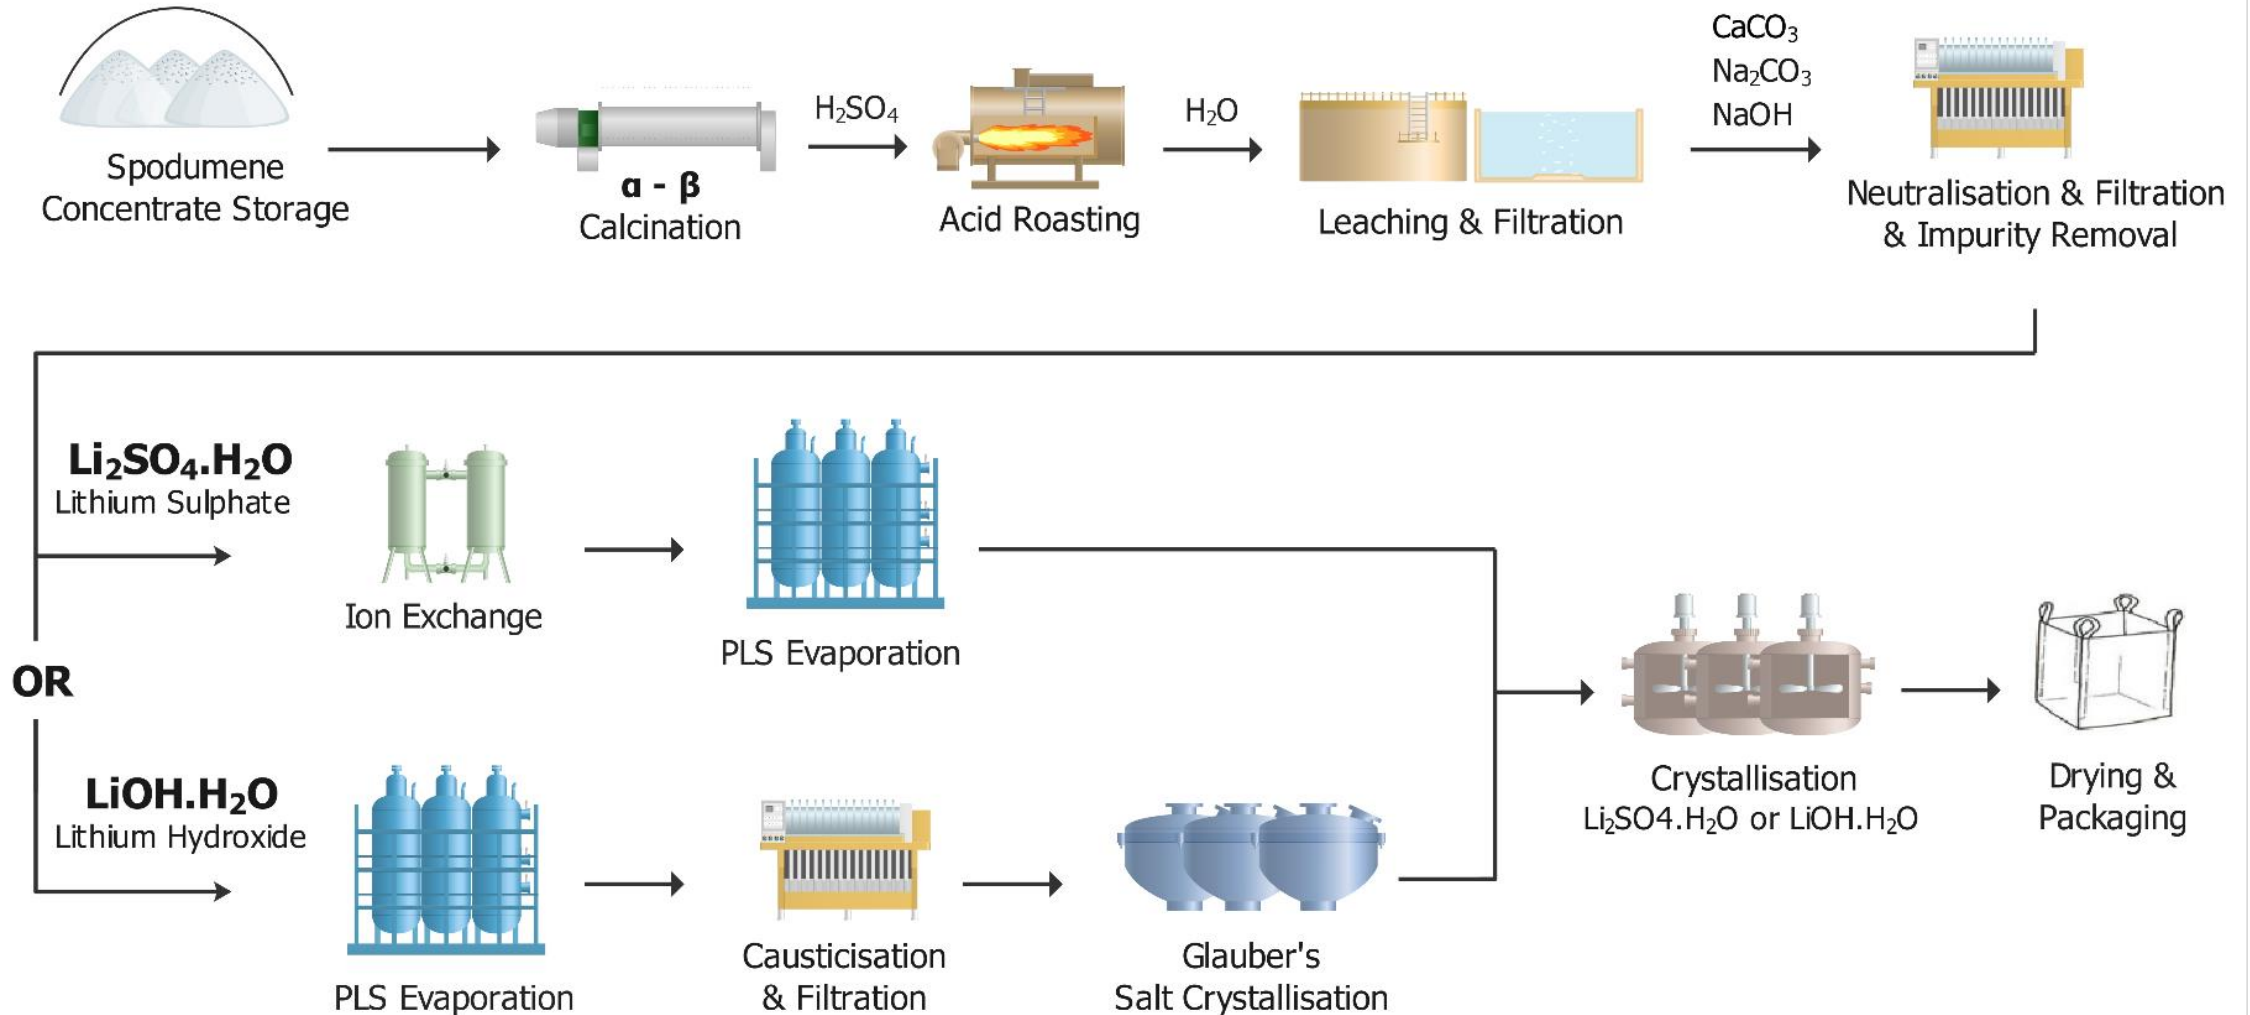 Spodumene
Concentrate Storage
α - β
Calcination
H₂SO₄
Acid Roasting
H₂O
Leaching & Filtration
CaCO₃
Na₂CO₃
NaOH
Neutralisation & Filtration
& Impurity Removal
Li₂SO₄.H₂O
Lithium Sulphate
Ion Exchange
PLS Evaporation
OR
LiOH.H₂O
Lithium Hydroxide
PLS Evaporation
Causticisation
& Filtration
Glauber's
Salt Crystallisation
Crystallisation
Li₂SO4.H₂O or LiOH.H₂O
Drying &
Packaging